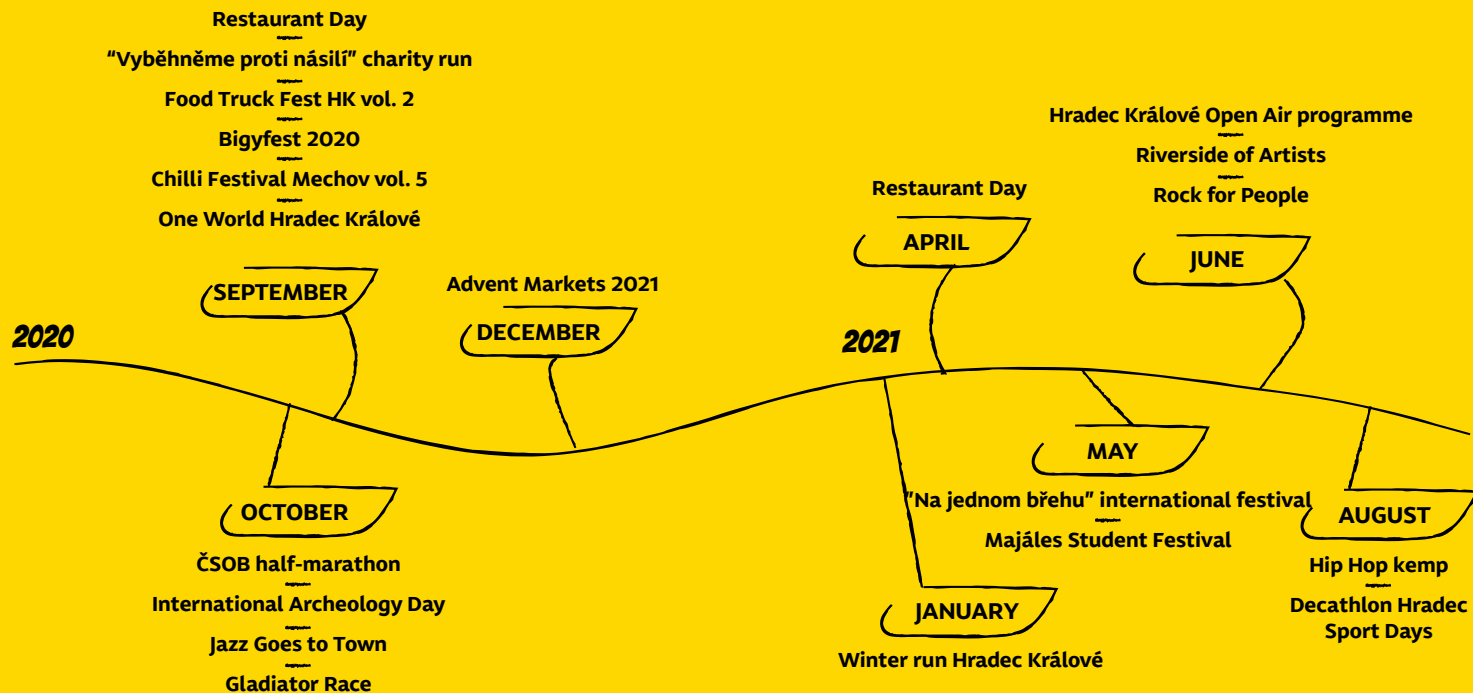 Restaurant Day
“Vyběhněme proti násilí” charity run
Food Truck Fest HK vol. 2
Bigyfest 2020
Chilli Festival Mechov vol. 5
One World Hradec Králové
SEPTEMBER
2020
OCTOBER
ČSOB half-marathon
International Archeology Day
Jazz Goes to Town
Gladiator Race
Advent Markets 2021
DECEMBER
2021
JANUARY
Winter run Hradec Králové
Restaurant Day
APRIL
MAY
"Na jednom břehu" international festival
Majáles Student Festival
Hradec Králové Open Air programme
Riverside of Artists
Rock for People
JUNE
AUGUST
Hip Hop kemp
Decathlon Hradec
Sport Days